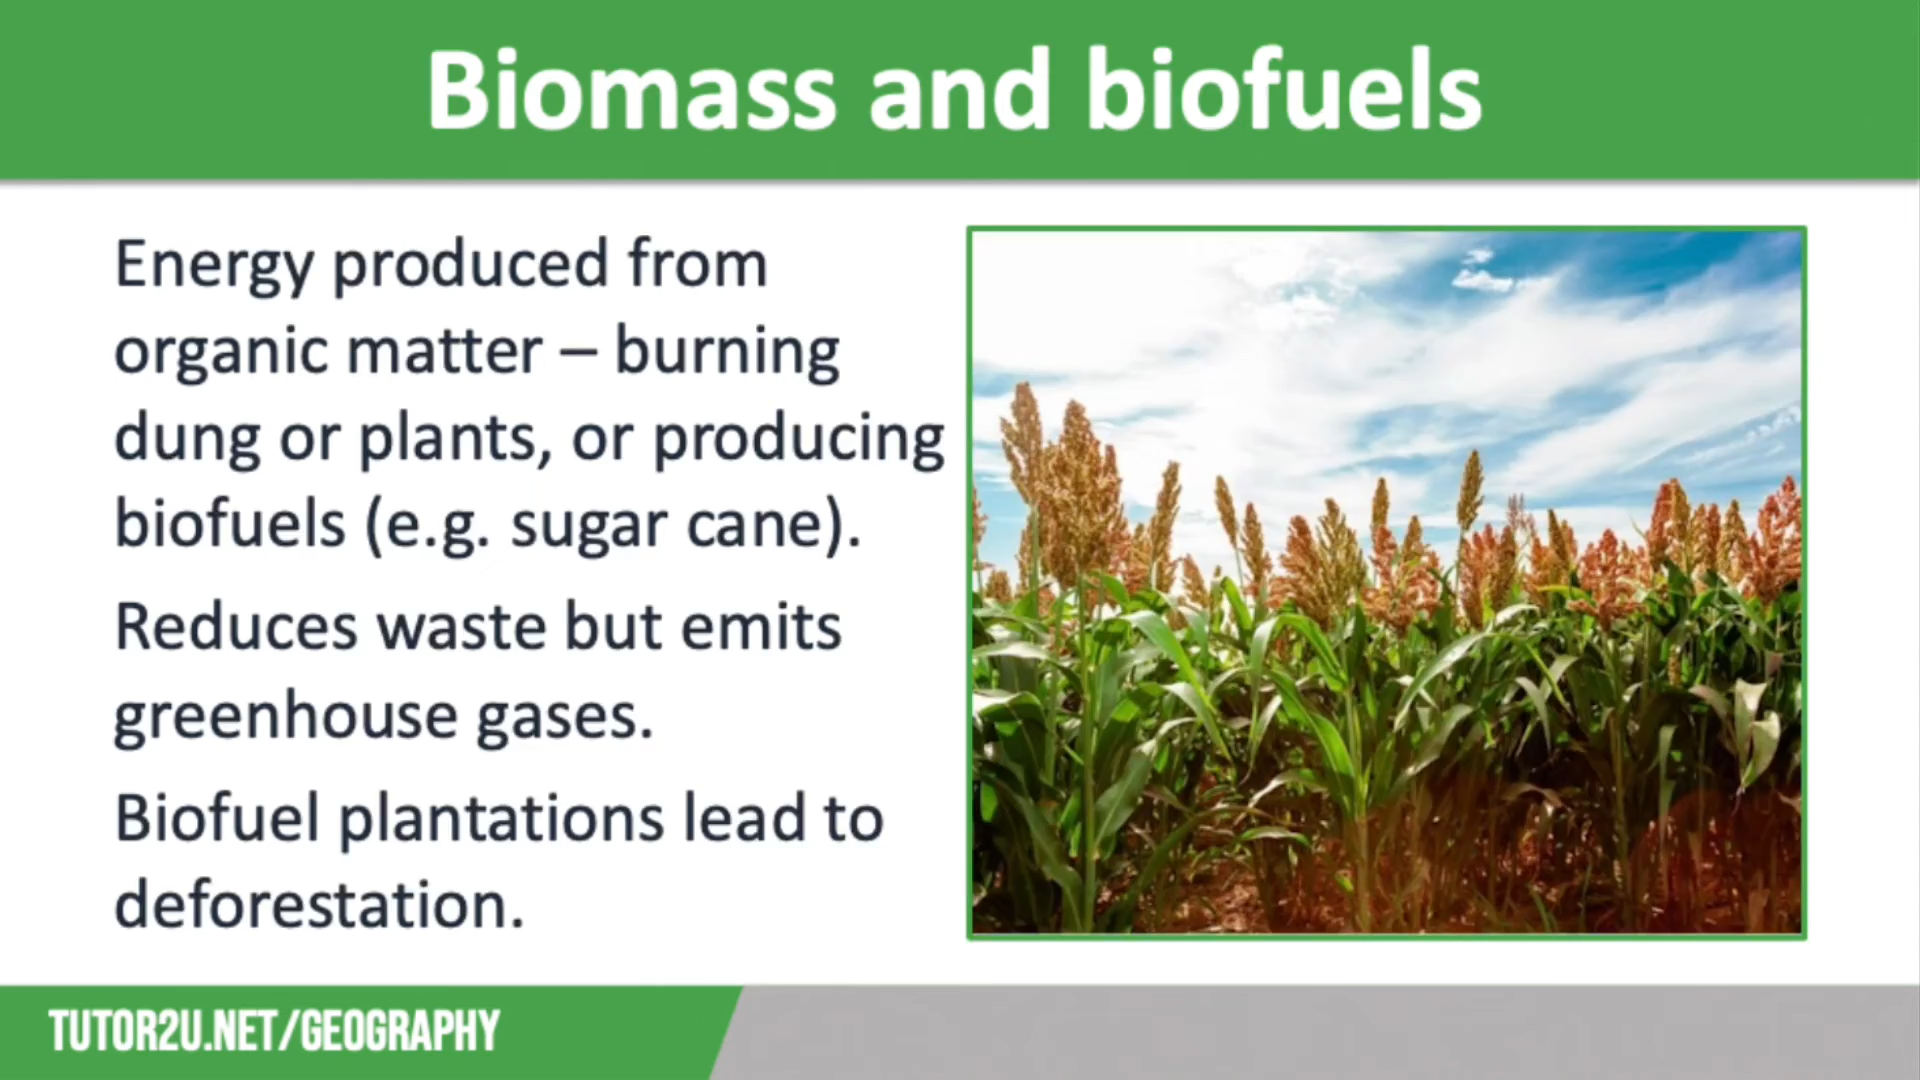 Biomass and biofuels
Energy produced from
organic matter – burning
dung or plants, or producing
biofuels (e.g. sugar cane).
Reduces waste but emits
greenhouse gases.
Biofuel plantations lead to
deforestation.
TUTOR2U.NET/GEOGRAPHY